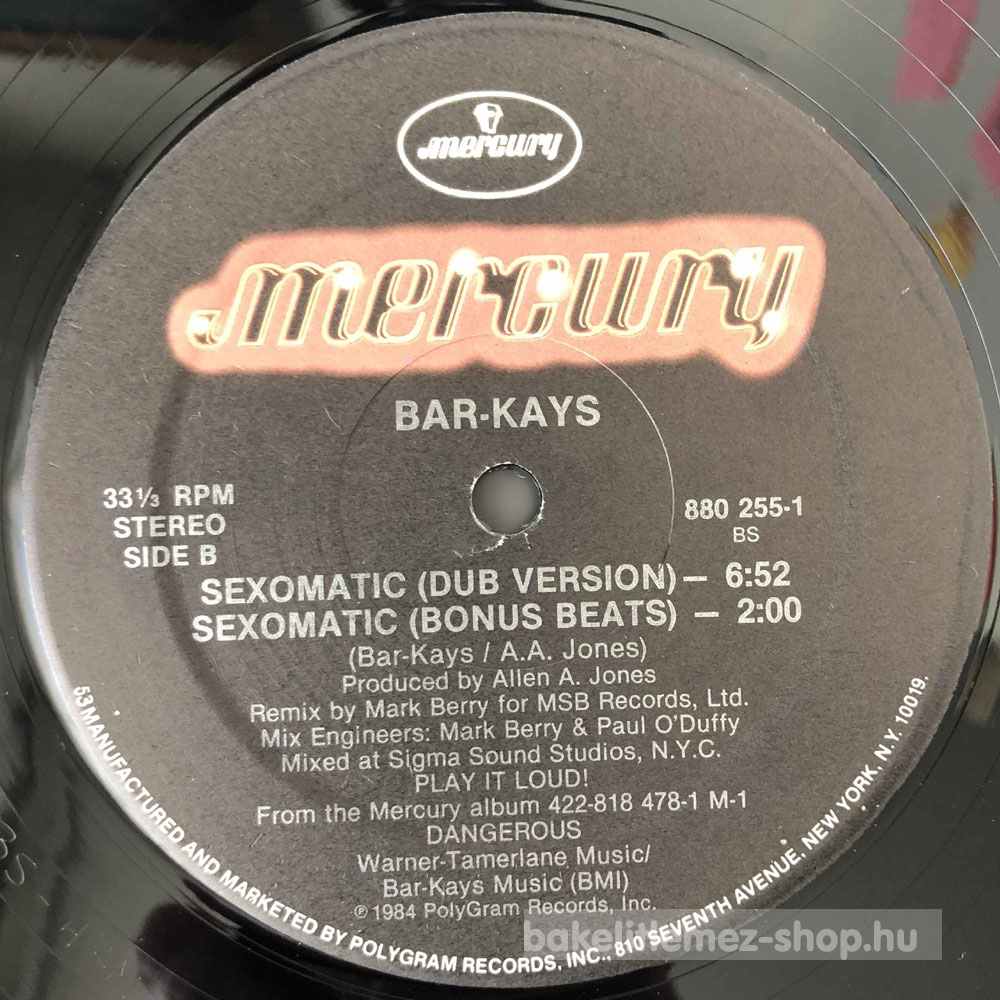 mercury
mercury
BAR-KAYS
33⅓ RPM
STEREO
SIDE B
880 255-1
BS
SEXOMATIC (DUB VERSION) — 6:52
SEXOMATIC (BONUS BEATS) — 2:00
(Bar-Kays / A.A. Jones)
Produced by Allen A. Jones
Remix by Mark Berry for MSB Records, Ltd.
Mix Engineers: Mark Berry & Paul O'Duffy
Mixed at Sigma Sound Studios, N.Y.C.
PLAY IT LOUD!
From the Mercury album 422-818 478-1 M-1
DANGEROUS
Warner-Tamerlane Music/
Bar-Kays Music (BMI)
℗ 1984 PolyGram Records, Inc.
53 MANUFACTURED AND MARKETED BY POLYGRAM RECORDS, INC., 810 SEVENTH AVENUE, NEW YORK, N.Y. 10019.
bakelitlemez-shop.hu